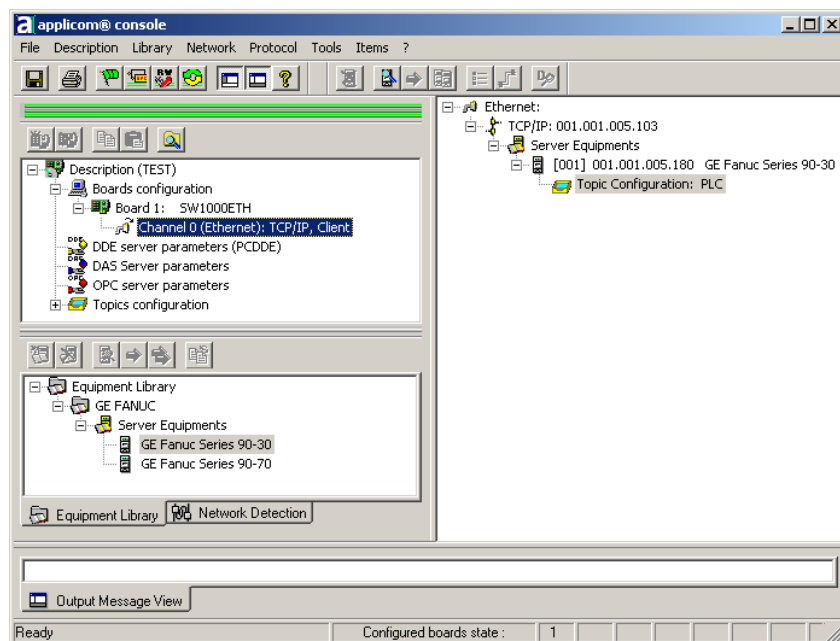 applicom® console
File Description Library Network Protocol Tools Items ?
Description (TEST)
Boards configuration
Board 1: SW1000ETH
Channel 0 (Ethernet): TCP/IP, Client
DDE server parameters (PCDDE)
DAS Server parameters
OPC server parameters
Topics configuration
Equipment Library
GE FANUC
Server Equipments
GE Fanuc Series 90-30
GE Fanuc Series 90-70
Equipment Library Network Detection
Ethernet:
TCP/IP: 001.001.005.103
Server Equipments
[001] 001.001.005.180 GE Fanuc Series 90-30
Topic Configuration: PLC
Output Message View
Ready Configured boards state : 1